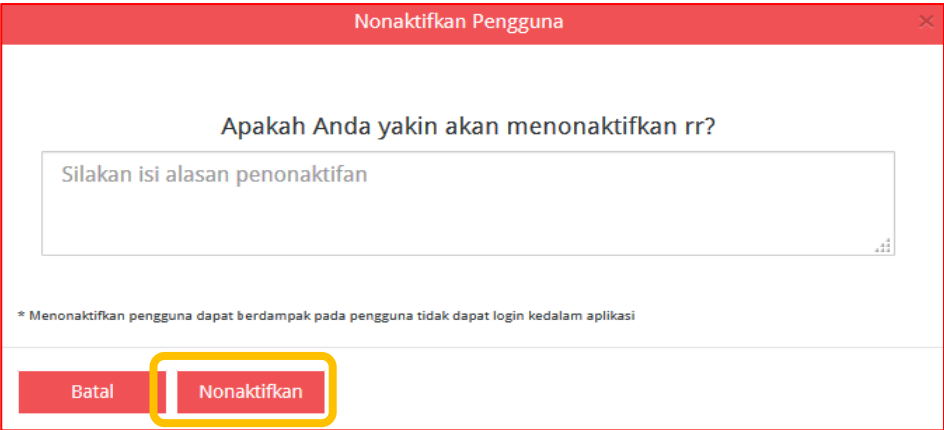 Nonaktifkan Pengguna
Apakah Anda yakin akan menonaktifkan rr?
Silakan isi alasan penonaktifan
* Menonaktifkan pengguna dapat berdampak pada pengguna tidak dapat login kedalam aplikasi
Batal Nonaktifkan